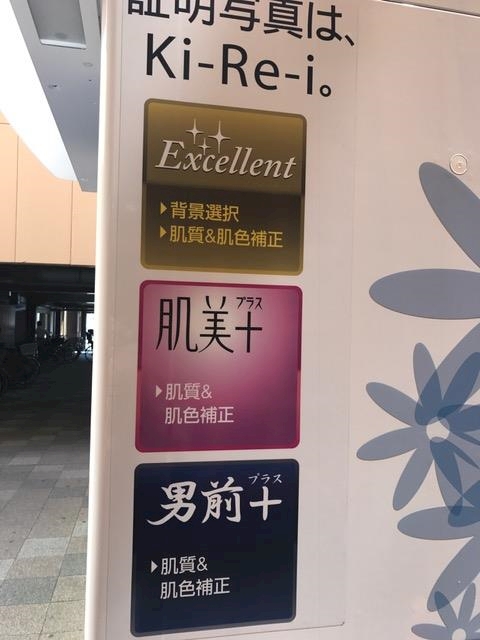 証明写真は、
Ki-Re-i。
Excellent
背景選択
肌質&肌色補正
プラス
肌美+
肌質&
肌色補正
プラス
男前+
肌質&
肌色補正